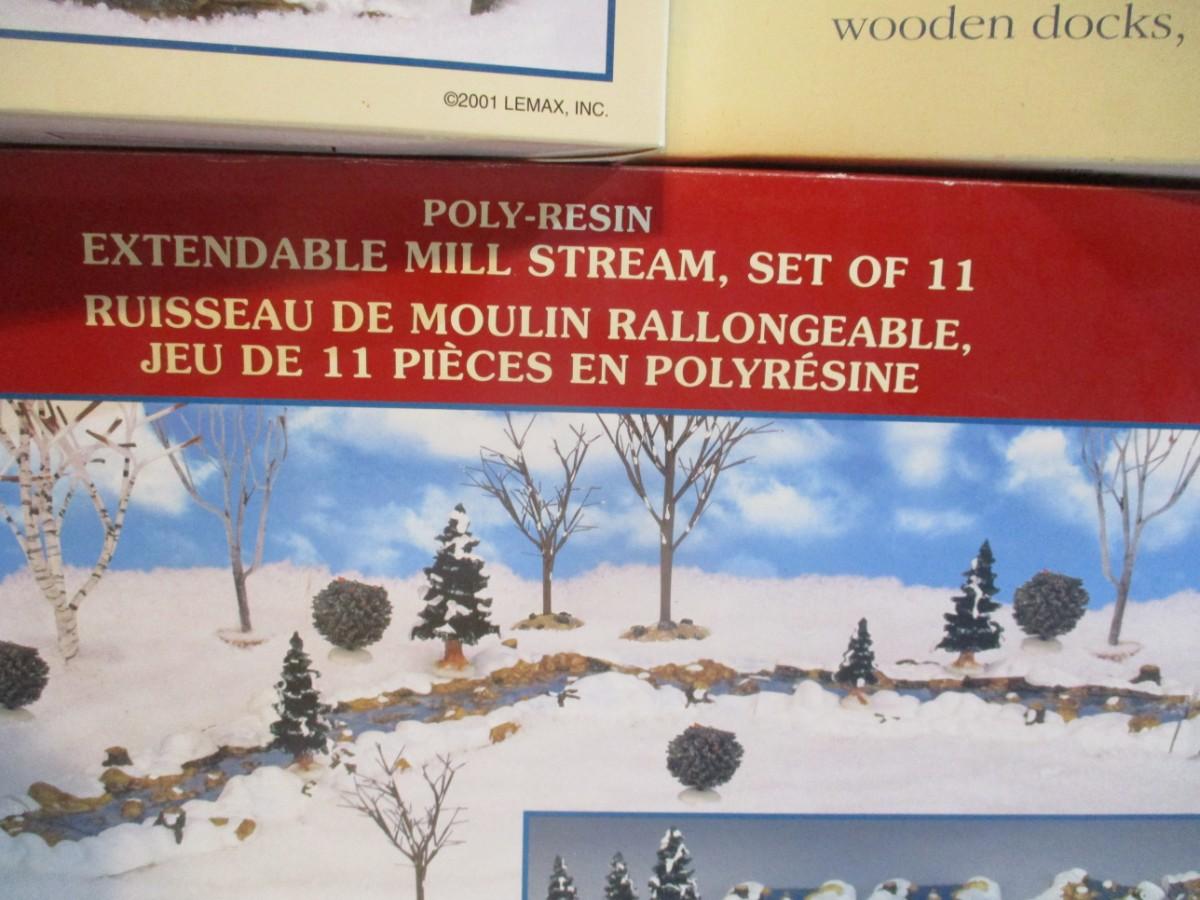 wooden docks,
©2001 LEMAX, INC.
POLY-RESIN
EXTENDABLE MILL STREAM, SET OF 11
RUISSEAU DE MOULIN RALLONGEABLE,
JEU DE 11 PIÈCES EN POLYRÉSINE